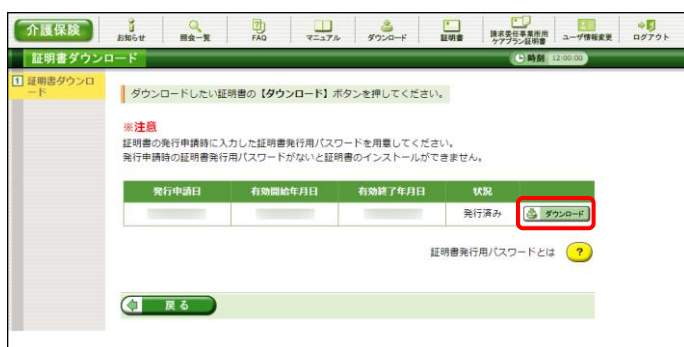 介護保険
お知らせ
照会一覧
FAQ
マニュアル
ダウンロード
証明書
請求委任事業所用
ケアプラン証明書
ユーザ情報変更
ログアウト
証明書ダウンロード
時刻 12:00:00
1 証明書ダウンロ
ード
ダウンロードしたい証明書の【ダウンロード】ボタンを押してください。
※注意
証明書の発行申請時に入力した証明書発行用パスワードを用意してください。
発行申請時の証明書発行用パスワードがないと証明書のインストールができません。
発行申請日 有効開始年月日 有効終了年月日 状況
発行済み ダウンロード
証明書発行用パスワードとは ?
戻る